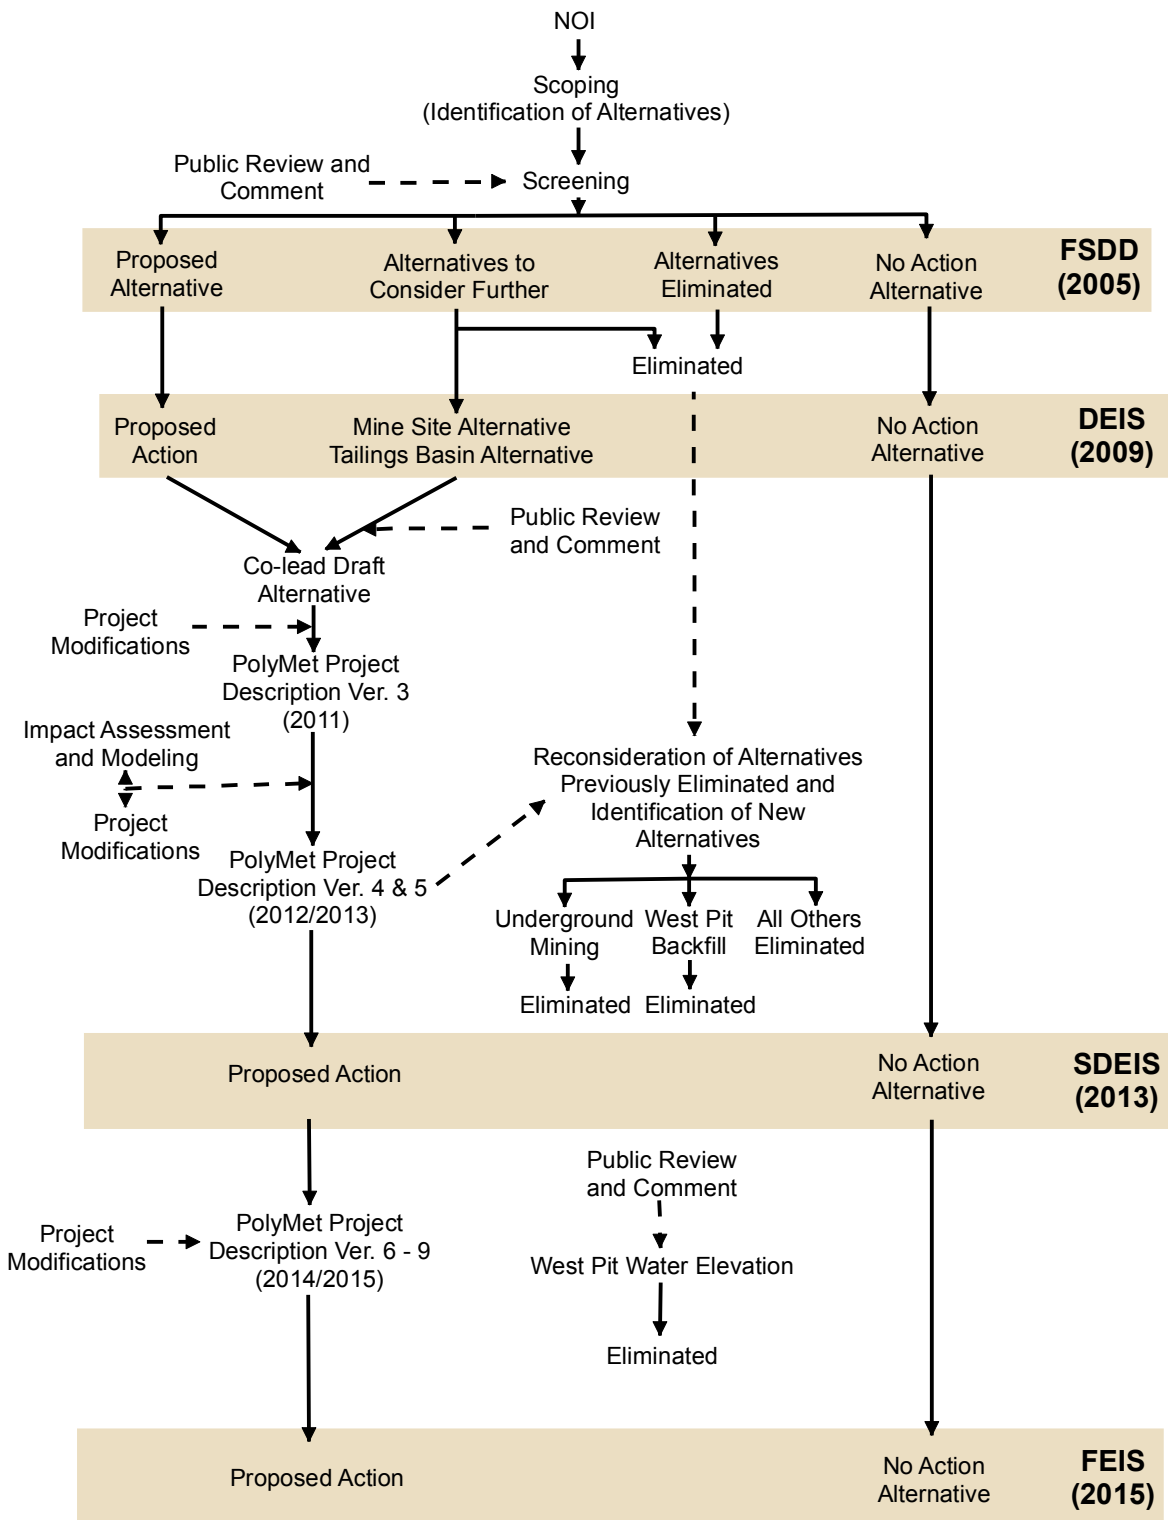 NOI
Scoping
(Identification of Alternatives)
Public Review and
Comment
Screening
Proposed
Alternative
Alternatives to
Consider Further
Alternatives
Eliminated
No Action
Alternative
FSDD
(2005)
Eliminated
Proposed
Action
Mine Site Alternative
Tailings Basin Alternative
No Action
Alternative
DEIS
(2009)
Public Review
and Comment
Co-lead Draft
Alternative
Project
Modifications
PolyMet Project
Description Ver. 3
(2011)
Impact Assessment
and Modeling
Project
Modifications
Reconsideration of Alternatives
Previously Eliminated and
Identification of New
Alternatives
PolyMet Project
Description Ver. 4 & 5
(2012/2013)
Underground
Mining
West Pit
Backfill
All Others
Eliminated
Eliminated
Eliminated
Proposed Action
No Action
Alternative
SDEIS
(2013)
Public Review
and Comment
Project
Modifications
PolyMet Project
Description Ver. 6 - 9
(2014/2015)
West Pit Water Elevation
Eliminated
Proposed Action
No Action
Alternative
FEIS
(2015)